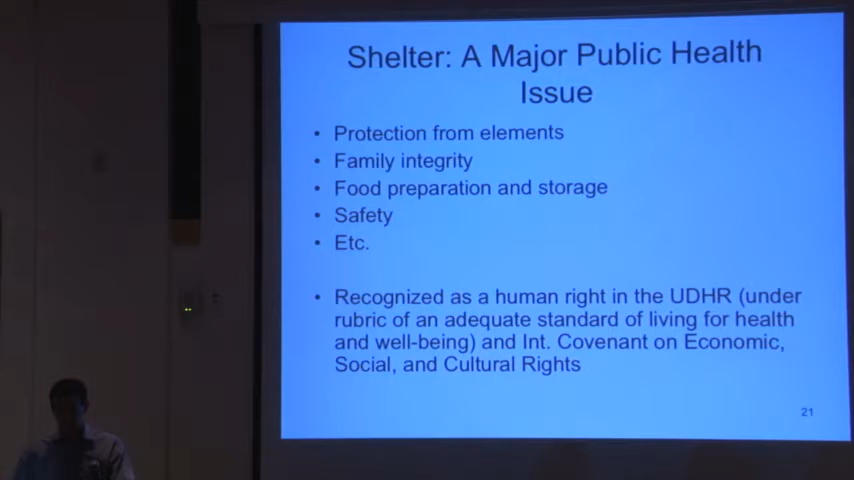 Shelter: A Major Public Health
Issue
• Protection from elements
• Family integrity
• Food preparation and storage
• Safety
• Etc.
• Recognized as a human right in the UDHR (under
rubric of an adequate standard of living for health
and well-being) and Int. Covenant on Economic,
Social, and Cultural Rights
21